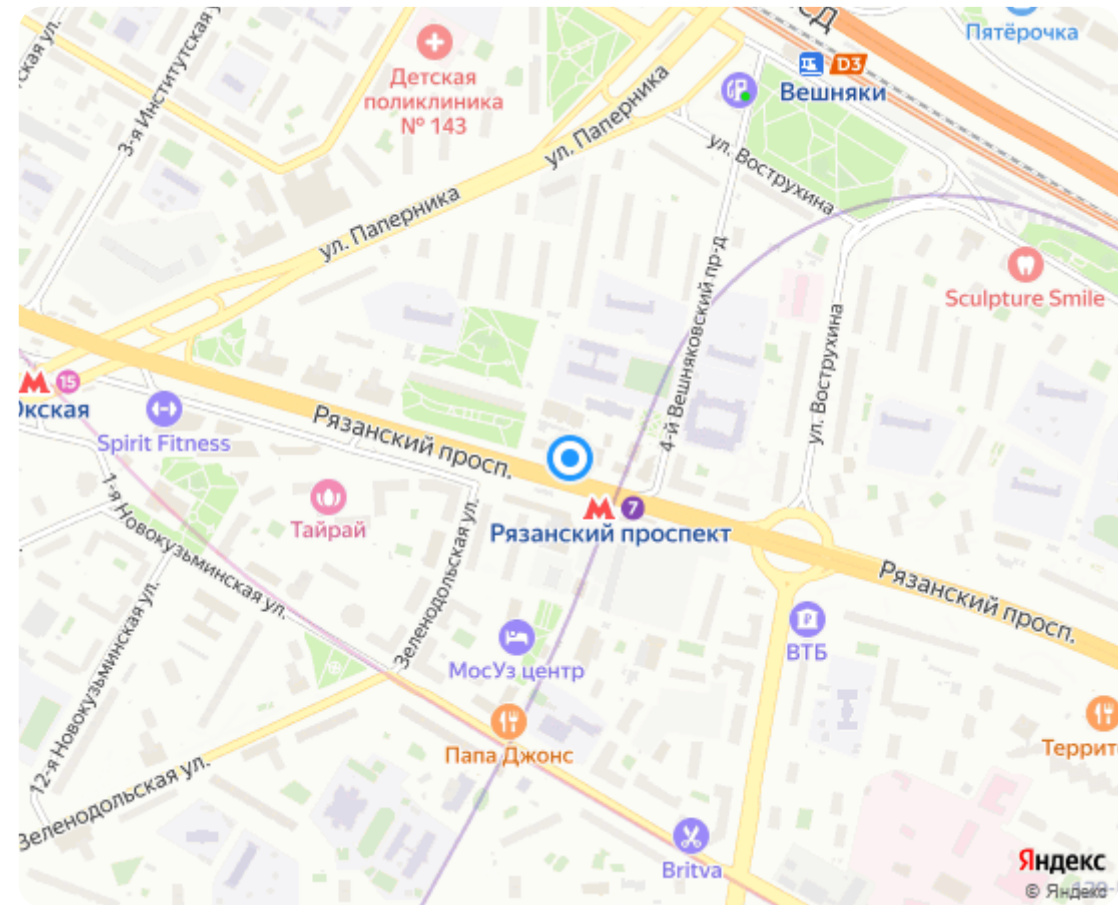 Пятёрочка
D3
Вешняки
Детская
поликлиника
№ 143
3-я Институтская
ул. Паперника
ул. Вострухина
ул. Паперника
4-й Вешняковский пр-д
Sculpture Smile
ул. Вострухина
15
Окская
Spirit Fitness
Рязанский просп.
Тайрай
7
Рязанский проспект
1-я Новокузьминская ул.
Зеленодольская ул.
Рязанский просп.
ВТБ
МосУз центр
12-я Новокузьминская ул.
Папа Джонс
Террит
Зеленодольская ул.
Britva
Яндекс
© Яндекс